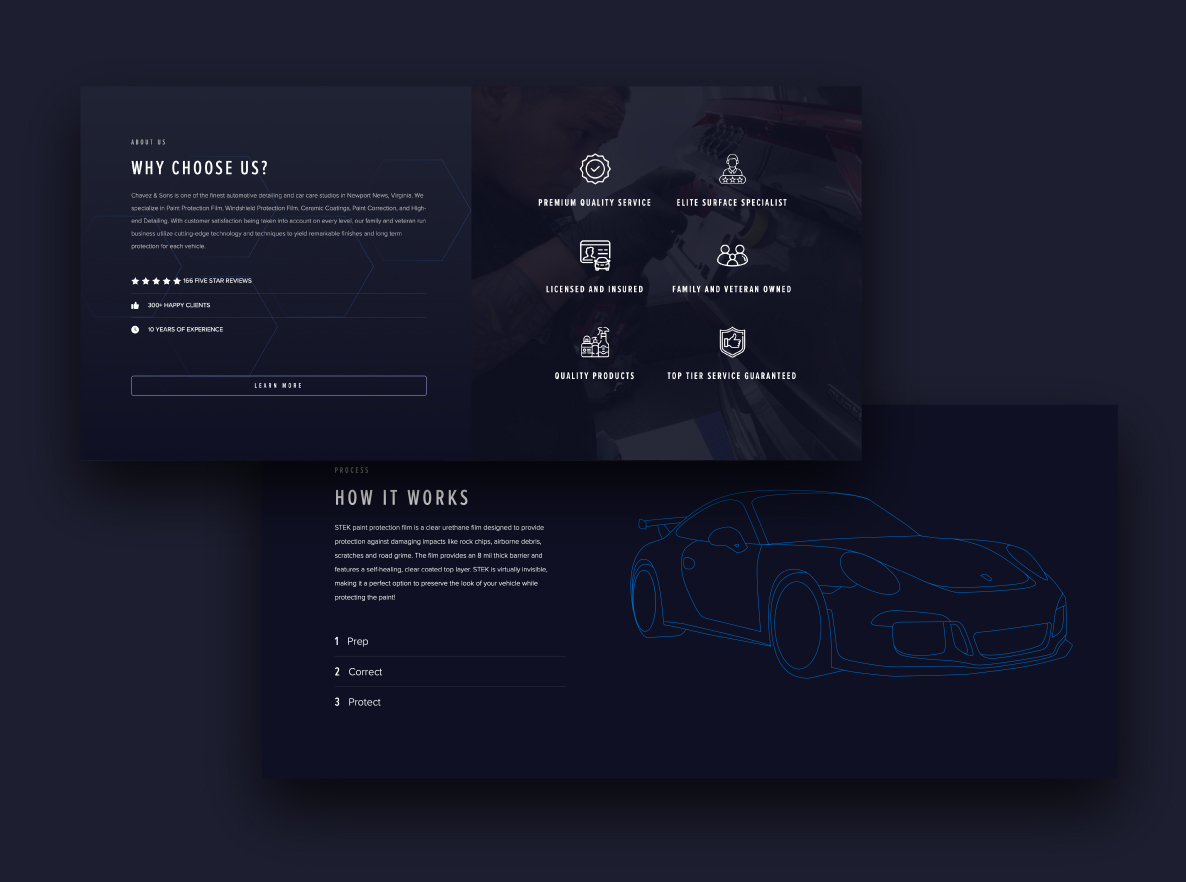 ABOUT US
WHY CHOOSE US?
Chavez & Sons is one of the finest automotive detailing and car care studios in Newport News, Virginia. We
specialize in Paint Protection Film, Windshield Protection Film, Ceramic Coatings, Paint Correction, and High-
end Detailing. With customer satisfaction being taken into account on every level, our family and veteran run
business utilize cutting-edge technology and techniques to yield remarkable finishes and long term
protection for each vehicle.
166 FIVE STAR REVIEWS
300+ HAPPY CLIENTS
10 YEARS OF EXPERIENCE
LEARN MORE
PREMIUM QUALITY SERVICE
ELITE SURFACE SPECIALIST
LICENSED AND INSURED
FAMILY AND VETERAN OWNED
QUALITY PRODUCTS
TOP TIER SERVICE GUARANTEED
PROCESS
HOW IT WORKS
STEK paint protection film is a clear urethane film designed to provide
protection against damaging impacts like rock chips, airborne debris,
scratches and road grime. The film provides an 8 mil thick barrier and
features a self-healing, clear coated top layer. STEK is virtually invisible,
making it a perfect option to preserve the look of your vehicle while
protecting the paint!
1 Prep
2 Correct
3 Protect